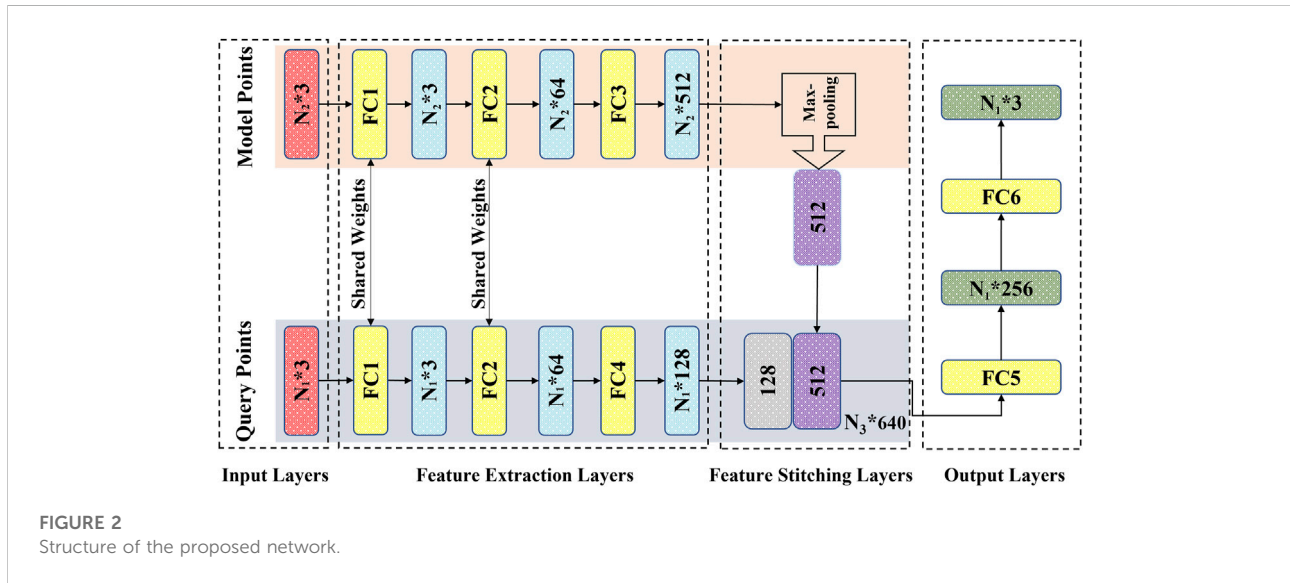 Model Points
N₂*3
FC1
N₂*3
FC2
N₂*64
FC3
N₂*512
Max-
pooling
512
Shared Weights
Shared Weights
Query Points
N₁*3
FC1
N₁*3
FC2
N₁*64
FC4
N₁*128
128
512
N₃*640
N₁*3
FC6
N₁*256
FC5
Input Layers
Feature Extraction Layers
Feature Stitching Layers
Output Layers
FIGURE 2
Structure of the proposed network.